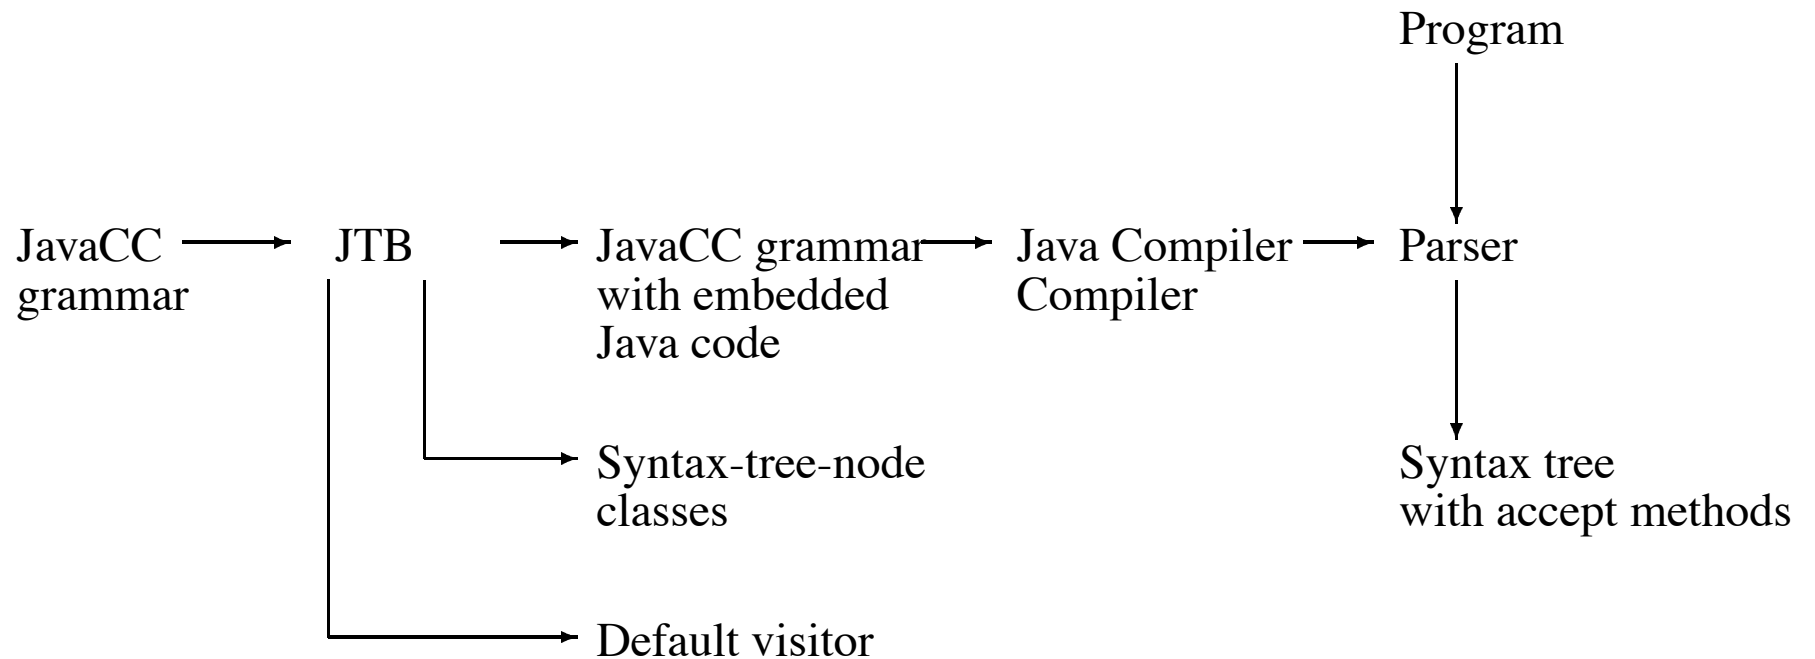 Program
JavaCC
grammar
JTB
JavaCC grammar
with embedded
Java code
Java Compiler
Compiler
Parser
Syntax-tree-node
classes
Syntax tree
with accept methods
Default visitor